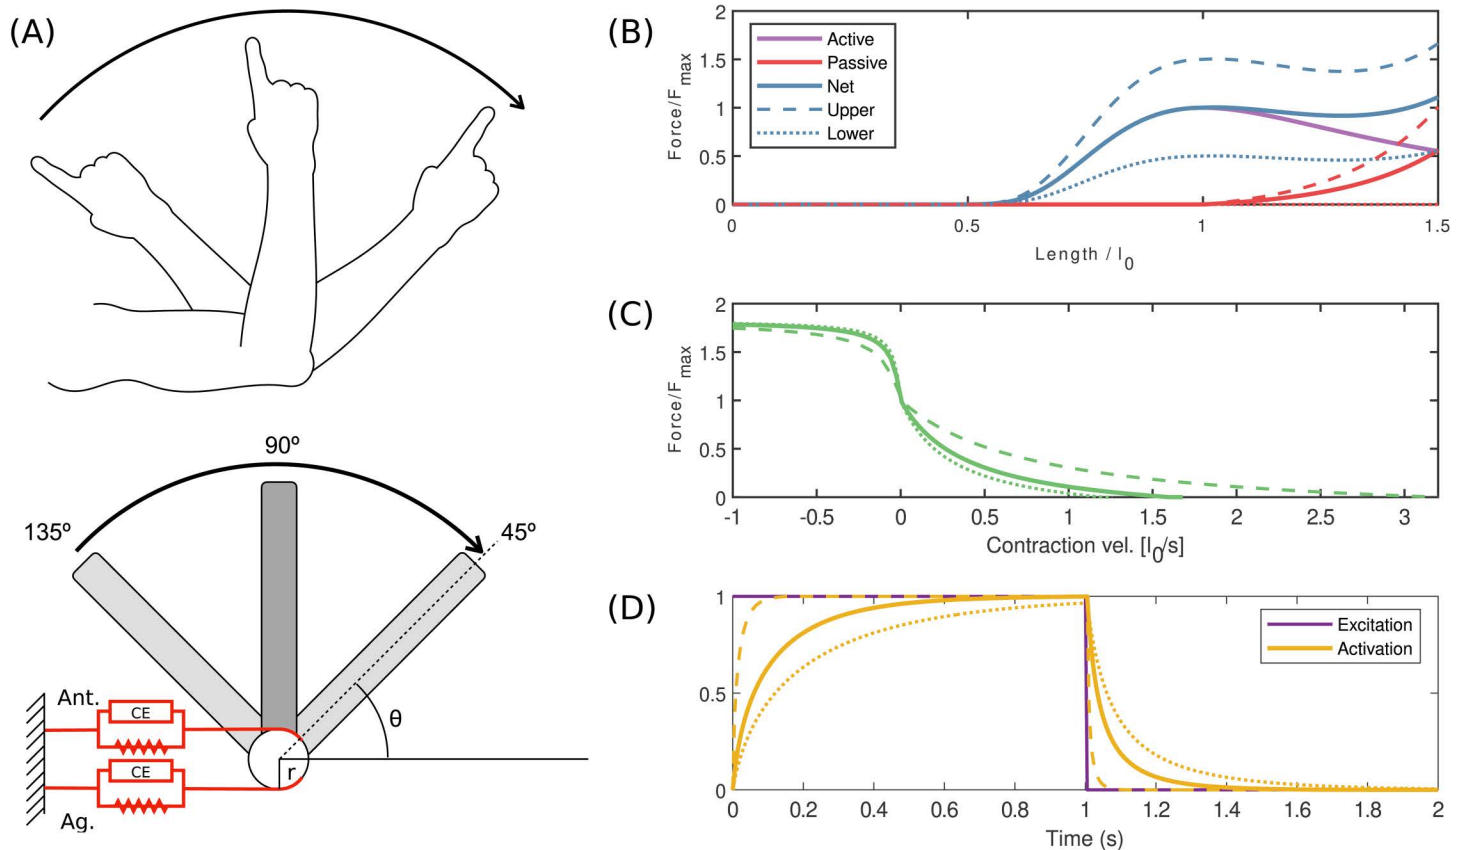 (A)
90º
135º
45º
Ant.
CE
CE
Ag.
θ
r
(B)
Force/Fmax
2
1.5
1
0.5
0
Active
Passive
Net
Upper
Lower
0
0.5
1
1.5
Length / l0
(C)
Force/Fmax
2
1.5
1
0.5
0
-1
-0.5
0
0.5
1
1.5
2
2.5
3
Contraction vel. [l0/s]
(D)
1
0.5
0
Excitation
Activation
0
0.2
0.4
0.6
0.8
1
1.2
1.4
1.6
1.8
2
Time (s)